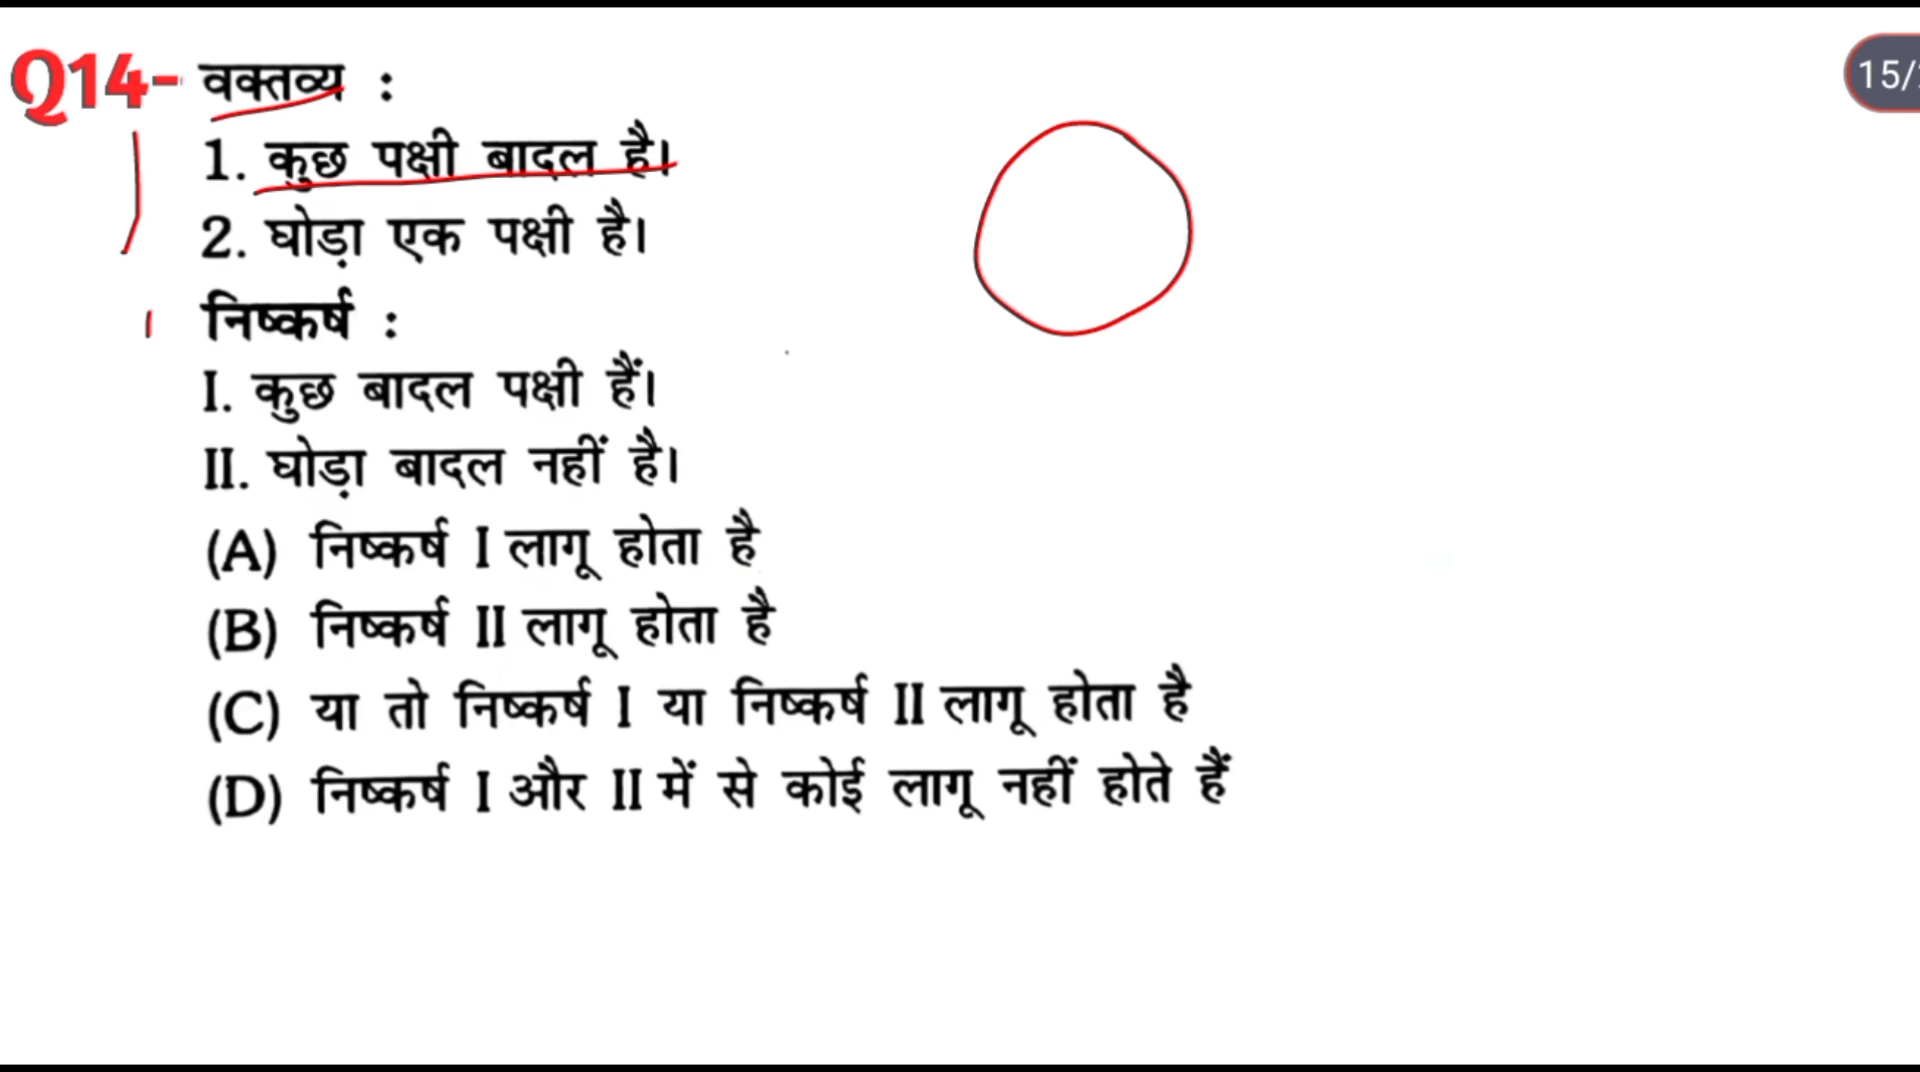 Q14- वक्तव्य :
15/
1. कुछ पक्षी बादल है।
2. घोड़ा एक पक्षी है।
निष्कर्ष :
I. कुछ बादल पक्षी हैं।
II. घोड़ा बादल नहीं है।
(A) निष्कर्ष I लागू होता है
(B) निष्कर्ष II लागू होता है
(C) या तो निष्कर्ष I या निष्कर्ष II लागू होता है
(D) निष्कर्ष I और II में से कोई लागू नहीं होते हैं